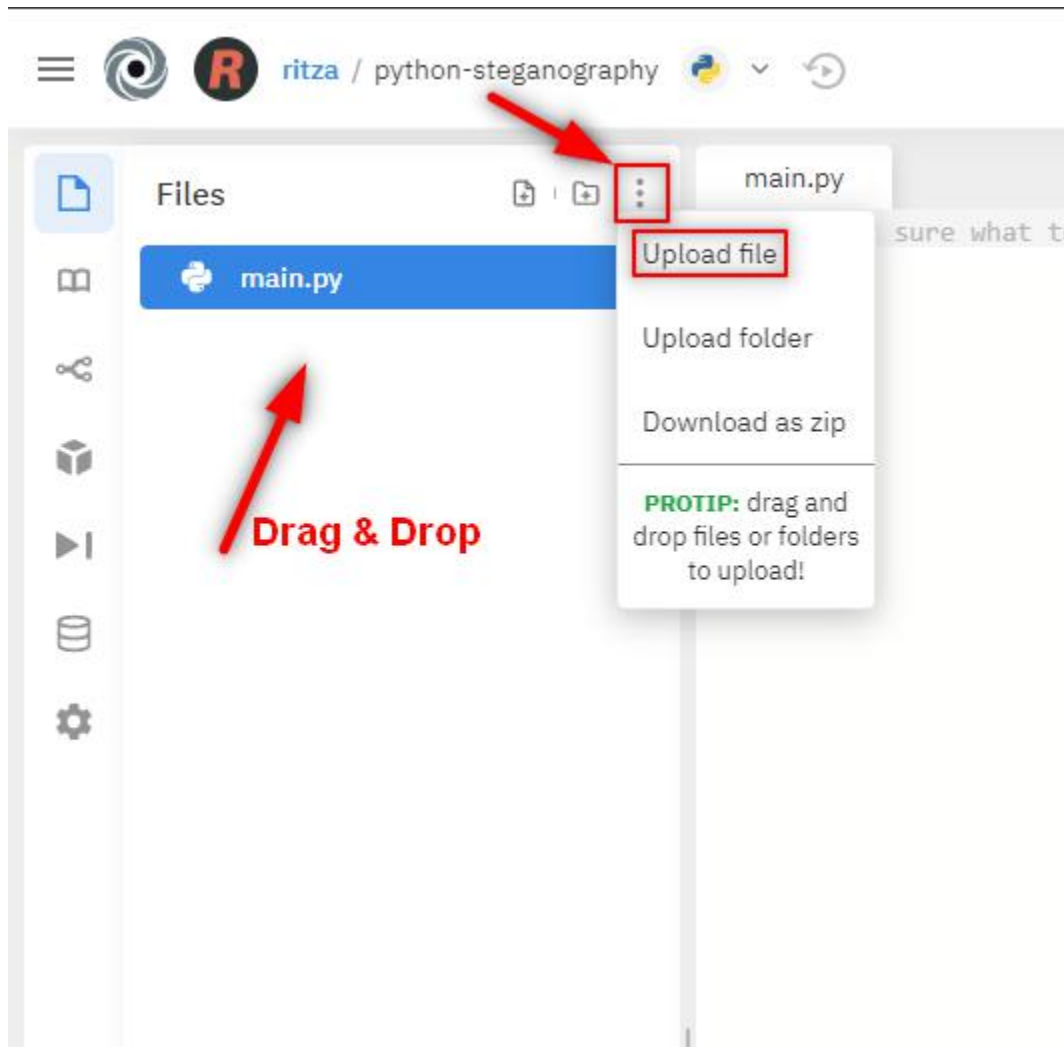 R ritza / python-steganography
Files
main.py
main.py
sure what t
Upload file
Upload folder
Download as zip
PROTIP: drag and
drop files or folders
to upload!
Drag & Drop